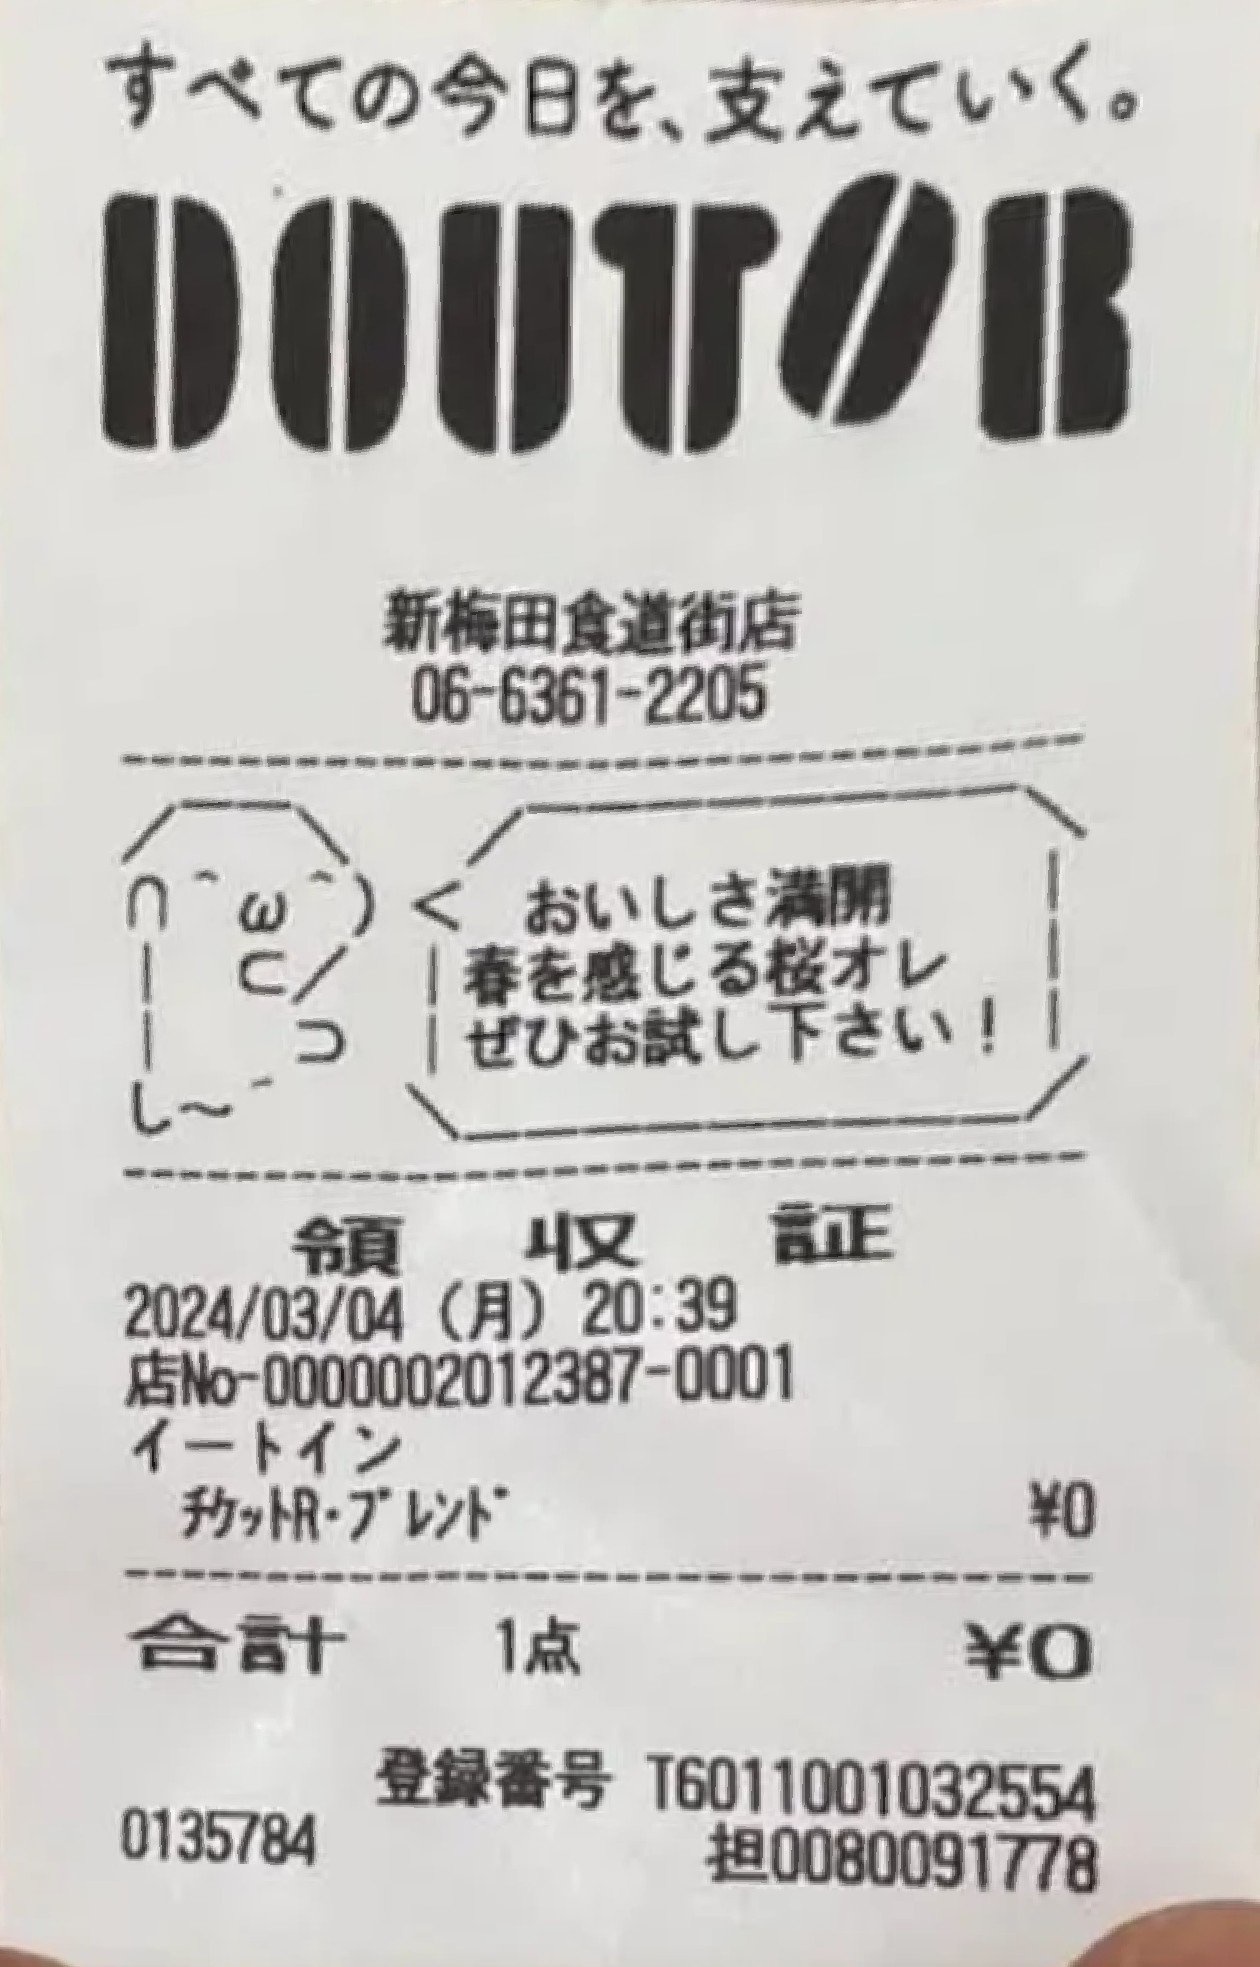 すべての今日を、支えていく。
DOUTOR
新梅田食道街店
06-6361-2205
おいしさ満開
春を感じる桜オレ
ぜひお試し下さい！
領収証
2024/03/04（月）20:39
店No-0000002012387-0001
イートイン
ﾁｹｯﾄR・ﾌﾞﾚﾝﾄﾞ ¥0
合計 1点 ¥0
登録番号 T6011001032554
0135784 担0080091778